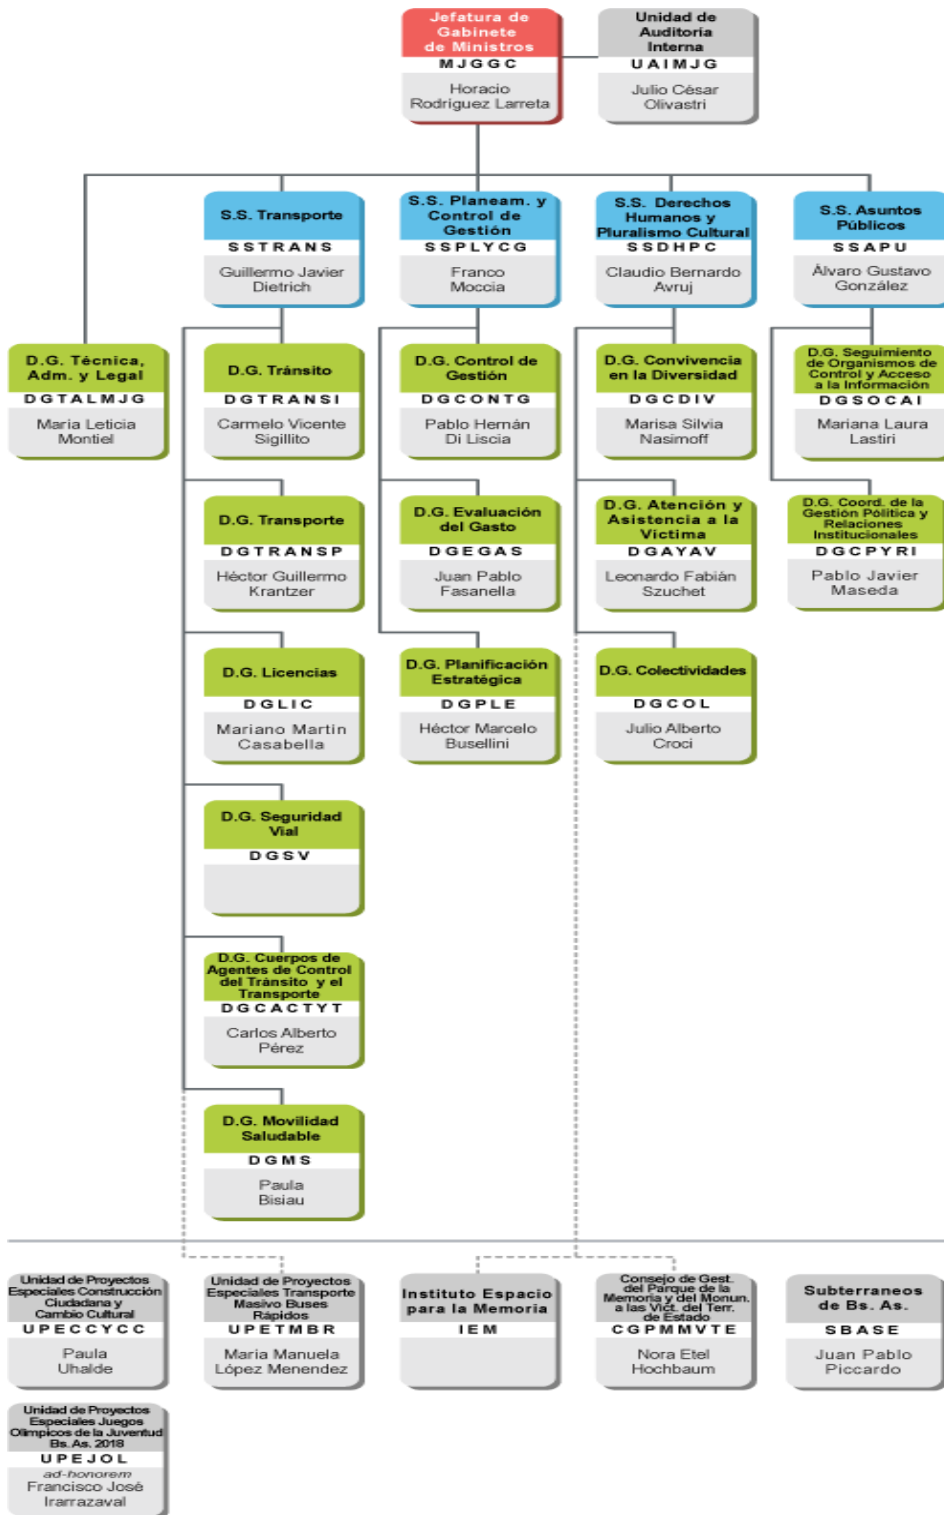 Jefatura de
Gabinete
de Ministros
MJGGC
Horacio
Rodríguez Larreta
Unidad de
Auditoría
Interna
UAIMJG
Julio César
Olivastri
S.S. Transporte
SSTRANS
Guillermo Javier
Dietrich
S.S. Planeam. y
Control de
Gestión
SSPLYCG
Franco
Moccia
S.S. Derechos
Humanos y
Pluralismo Cultural
SSDHPC
Claudio Bernardo
Avruj
S.S. Asuntos
Públicos
SSAPU
Álvaro Gustavo
González
D.G. Técnica,
Adm. y Legal
DGTALMJG
María Leticia
Montiel
D.G. Tránsito
DGTRANSI
Carmelo Vicente
Sigillito
D.G. Control de
Gestión
DGCONTG
Pablo Hernán
Di Liscia
D.G. Convivencia
en la Diversidad
DGCDIV
Marisa Silvia
Nasimoff
D.G. Seguimiento
de Organismos de
Control y Acceso
a la Información
DGSOCAI
Mariana Laura
Lastiri
D.G. Transporte
DGTRANSP
Héctor Guillermo
Krantzer
D.G. Evaluación
del Gasto
DGEGAS
Juan Pablo
Fasanella
D.G. Atención y
Asistencia a la
Víctima
DGAYAV
Leonardo Fabián
Szuchet
D.G. Coord. de la
Gestión Pólitica y
Relaciones
Institucionales
DGCPYRI
Pablo Javier
Maseda
D.G. Licencias
DGLIC
Mariano Martín
Casabella
D.G. Planificación
Estratégica
DGPLE
Héctor Marcelo
Busellini
D.G. Colectividades
DGCOL
Julio Alberto
Croci
D.G. Seguridad
Vial
DGSV
D.G. Cuerpos de
Agentes de Control
del Tránsito y el
Transporte
DGCACTYT
Carlos Alberto
Pérez
D.G. Movilidad
Saludable
DGMS
Paula
Bisiau
Unidad de Proyectos
Especiales Construcción
Ciudadana y
Cambio Cultural
UPECCYCC
Paula
Uhalde
Unidad de Proyectos
Especiales Transporte
Masivo Buses
Rápidos
UPETMBR
María Manuela
López Menendez
Instituto Espacio
para la Memoria
IEM
Consejo de Gest.
del Parque de la
Memoria y del Monun.
a las Vict. del Terr.
de Estado
CGPMMVTE
Nora Etel
Hochbaum
Subterraneos
de Bs. As.
SBASE
Juan Pablo
Piccardo
Unidad de Proyectos
Especiales Juegos
Olímpicos de la Juventud
Bs. As. 2018
UPEJOL
ad-honorem
Francisco José
Irarrazaval